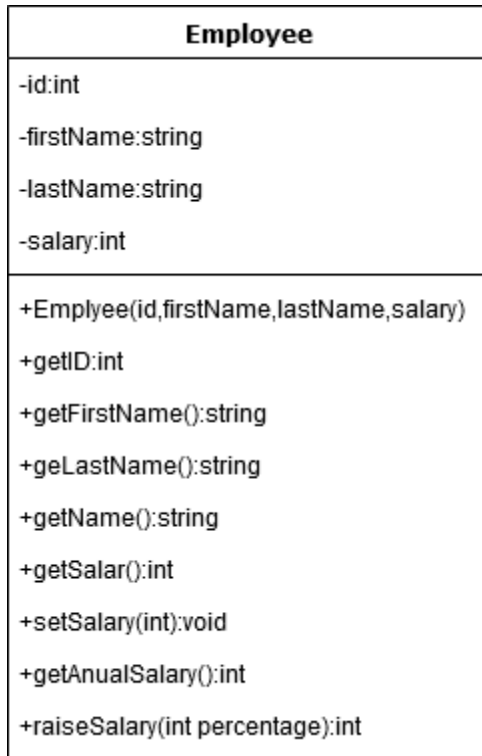 Employee
-id:int
-firstName:string
-lastName:string
-salary:int
+Emplyee(id,firstName,lastName,salary)
+getID:int
+getFirstName():string
+geLastName():string
+getName():string
+getSalar():int
+setSalary(int):void
+getAnualSalary():int
+raiseSalary(int percentage):int